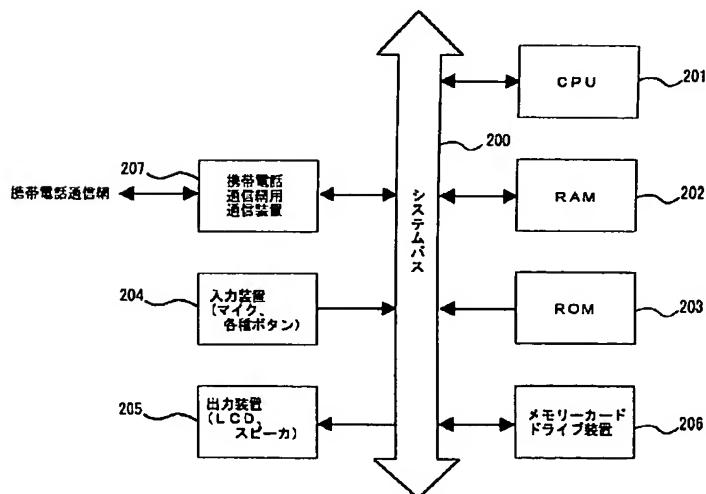 CPU
201
200
207
携帯電話
通信網用
通信装置
携帯電話通信網
RAM
202
システムバス
204
入力装置
(マイク、
各種ボタン)
ROM
203
205
出力装置
(LCD、
スピーカ)
メモリーカード
ドライブ装置
206